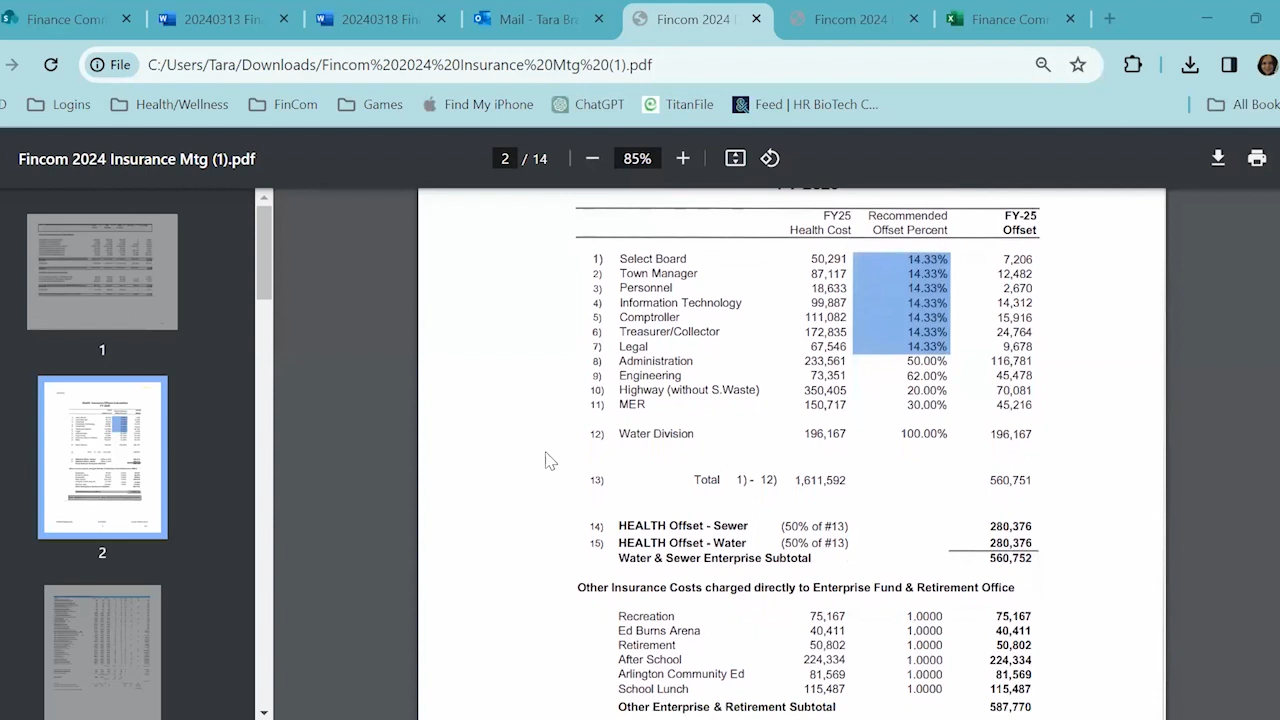 Finance Comm
20240313 Fin
20240318 Fin
Mail - Tara Bra
Fincom 2024
Fincom 2024
Finance Com
File
C:/Users/Tara/Downloads/Fincom%202024%20Insurance%20Mtg%20(1).pdf
Logins
Health/Wellness
FinCom
Games
Find My iPhone
ChatGPT
TitanFile
Feed | HR BioTech C...
All Book
Fincom 2024 Insurance Mtg (1).pdf
2 / 14
85%
1
2
FY25 Recommended FY-25
Health Cost Offset Percent Offset
1) Select Board 50,291 14.33% 7,206
2) Town Manager 87,117 14.33% 12,482
3) Personnel 18,633 14.33% 2,670
4) Information Technology 99,887 14.33% 14,312
5) Comptroller 111,082 14.33% 15,916
6) Treasurer/Collector 172,835 14.33% 24,764
7) Legal 67,546 14.33% 9,678
8) Administration 233,561 50.00% 116,781
9) Engineering 73,351 62.00% 45,478
10) Highway (without S.Waste) 350,405 20.00% 70,081
11) MER 150,717 30.00% 45,216
12) Water Division 196,167 100.00% 196,167
13) Total 1) - 12) 1,611,592 560,751
14) HEALTH Offset - Sewer (50% of #13) 280,376
15) HEALTH Offset - Water (50% of #13) 280,376
Water & Sewer Enterprise Subtotal 560,752
Other Insurance Costs charged directly to Enterprise Fund & Retirement Office
Recreation 75,167 1.0000 75,167
Ed Burns Arena 40,411 1.0000 40,411
Retirement 50,802 1.0000 50,802
After School 224,334 1.0000 224,334
Arlington Community Ed 81,569 1.0000 81,569
School Lunch 115,487 1.0000 115,487
Other Enterprise & Retirement Subtotal 587,770